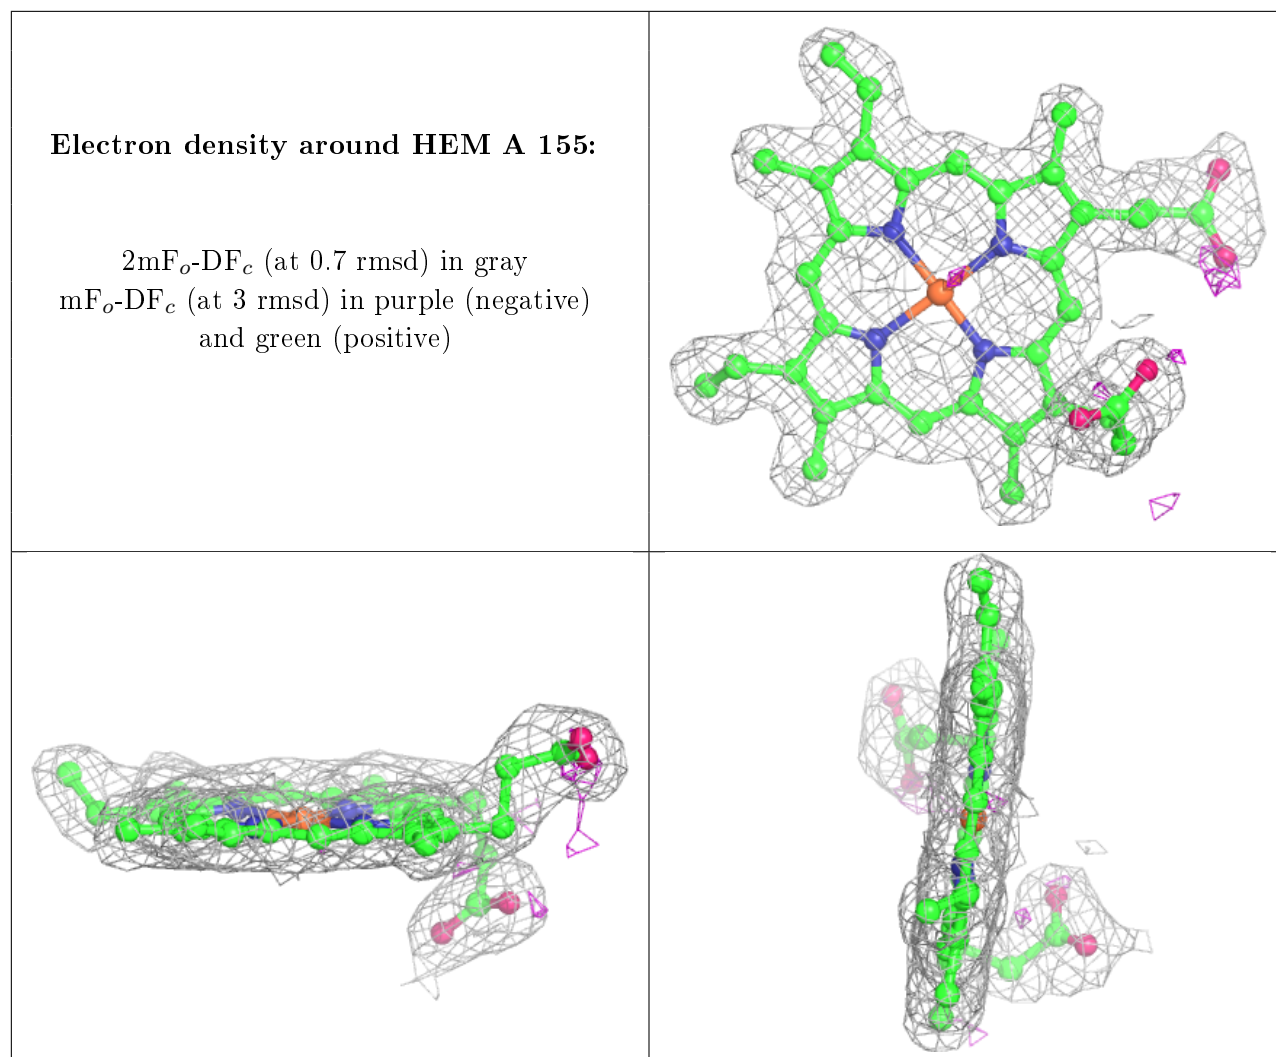 Electron density around HEM A 155:
2mFo-DFc (at 0.7 rmsd) in gray
mFo-DFc (at 3 rmsd) in purple (negative)
and green (positive)